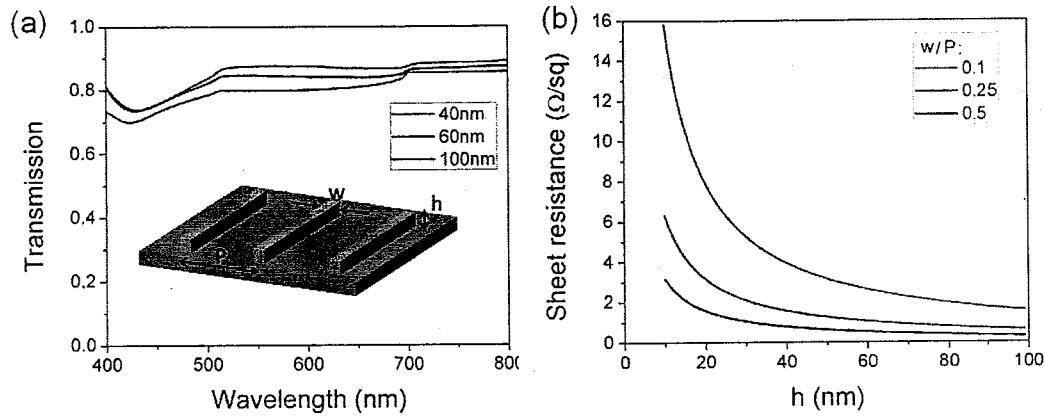 (a)
1.0
0.8
0.6
0.4
0.2
0.0
Transmission
40nm
60nm
100nm
W
h
P
400
500
600
700
800
Wavelength (nm)
(b)
16
14
12
10
8
6
4
2
0
Sheet resistance (Ω/sq)
w/P:
0.1
0.25
0.5
0
20
40
60
80
100
h (nm)